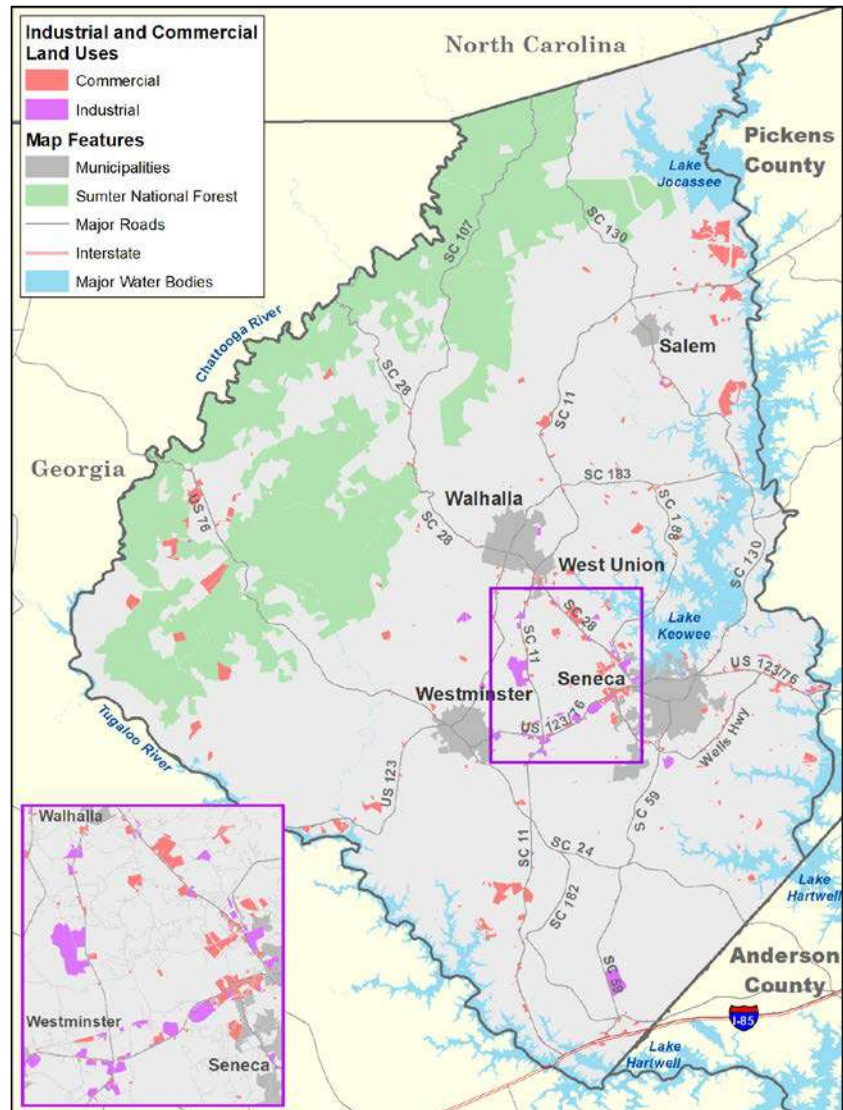 Industrial and Commercial
Land Uses
Commercial
Industrial
Map Features
Municipalities
Sumter National Forest
Major Roads
Interstate
Major Water Bodies
North Carolina
Pickens
County
Lake
Jocassee
SC 107
SC 130
Chattooga River
Salem
SC 28
SC 11
Georgia
US 76
Walhalla
SC 183
SC 188
SC 28
West Union
SC 130
SC 28
Lake
Keowee
SC 11
Seneca
US 123/76
Westminster
US 123/76
Wells Hwy
Tugaloo River
US 123
SC 59
SC 11
SC 24
SC 182
Lake
Hartwell
SC 59
Anderson
County
I-85
Lake
Hartwell
Walhalla
Westminster
Seneca